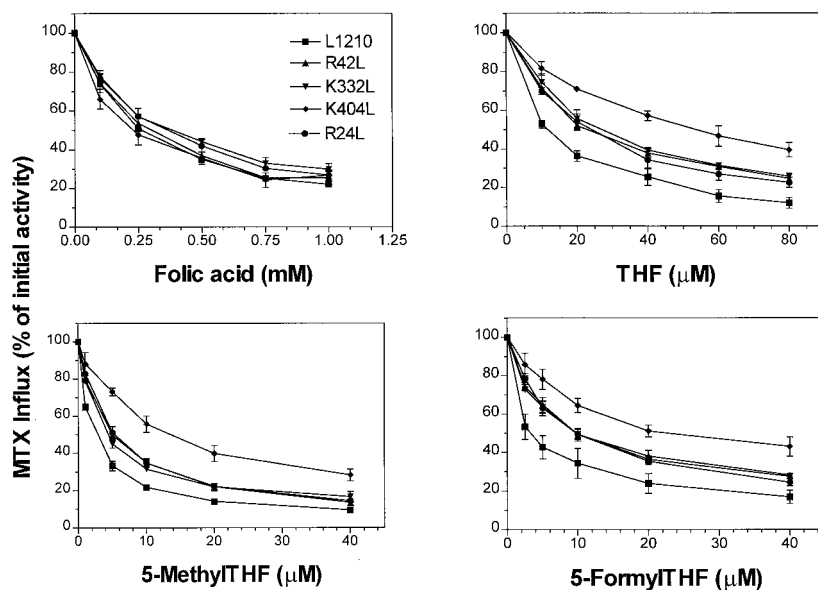 MTX Influx (% of initial activity)
100
80
60
40
20
0
0.00 0.25 0.50 0.75 1.00 1.25
Folic acid (mM)
L1210
R42L
K332L
K404L
R24L
100
80
60
40
20
0
0 20 40 60 80
THF (μM)
100
80
60
40
20
0
0 10 20 30 40
5-MethylTHF (μM)
100
80
60
40
20
0
0 10 20 30 40
5-FormylTHF (μM)